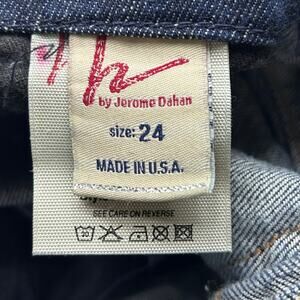 h
by Jerome Dahan
size: 24
MADE IN U.S.A.
SEE CARE ON REVERSE